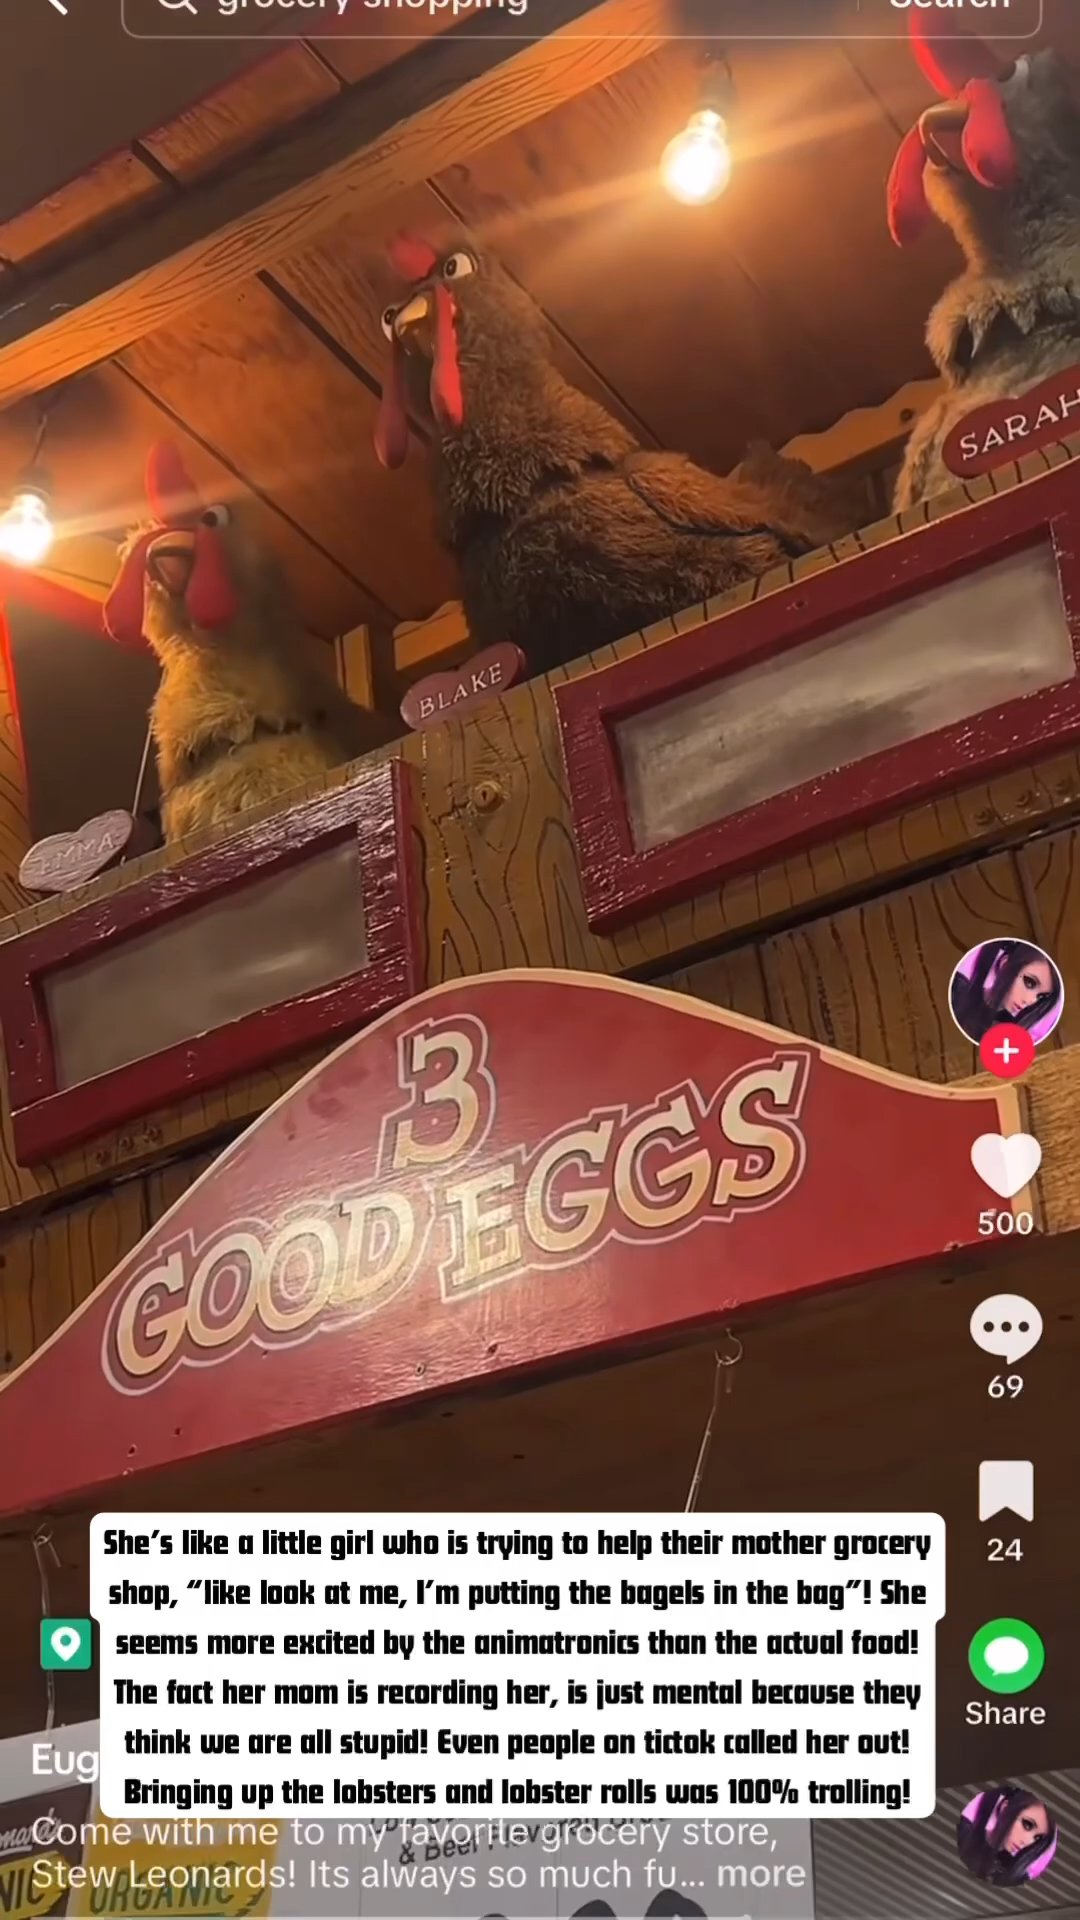 grocery shopping
Search
SARAH
BLAKE
EMMA
3
GOOD EGGS
500
69
24
Share
She's like a little girl who is trying to help their mother grocery
shop, "like look at me, I'm putting the bagels in the bag"! She
seems more excited by the animatronics than the actual food!
The fact her mom is recording her, is just mental because they
think we are all stupid! Even people on tictok called her out!
Bringing up the lobsters and lobster rolls was 100% trolling!
Eug
Come with me to my favorite grocery store,
Stew Leonards! Its always so much fu... more
& Beef
ORGANIC